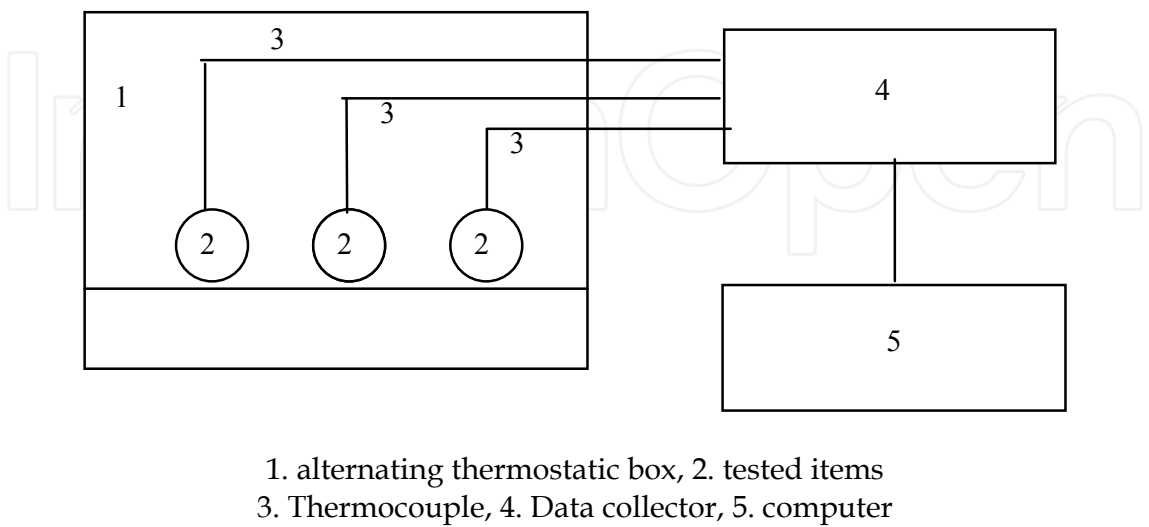 3
1
4
3
3
2 2 2
5
1. alternating thermostatic box, 2. tested items
3. Thermocouple, 4. Data collector, 5. computer